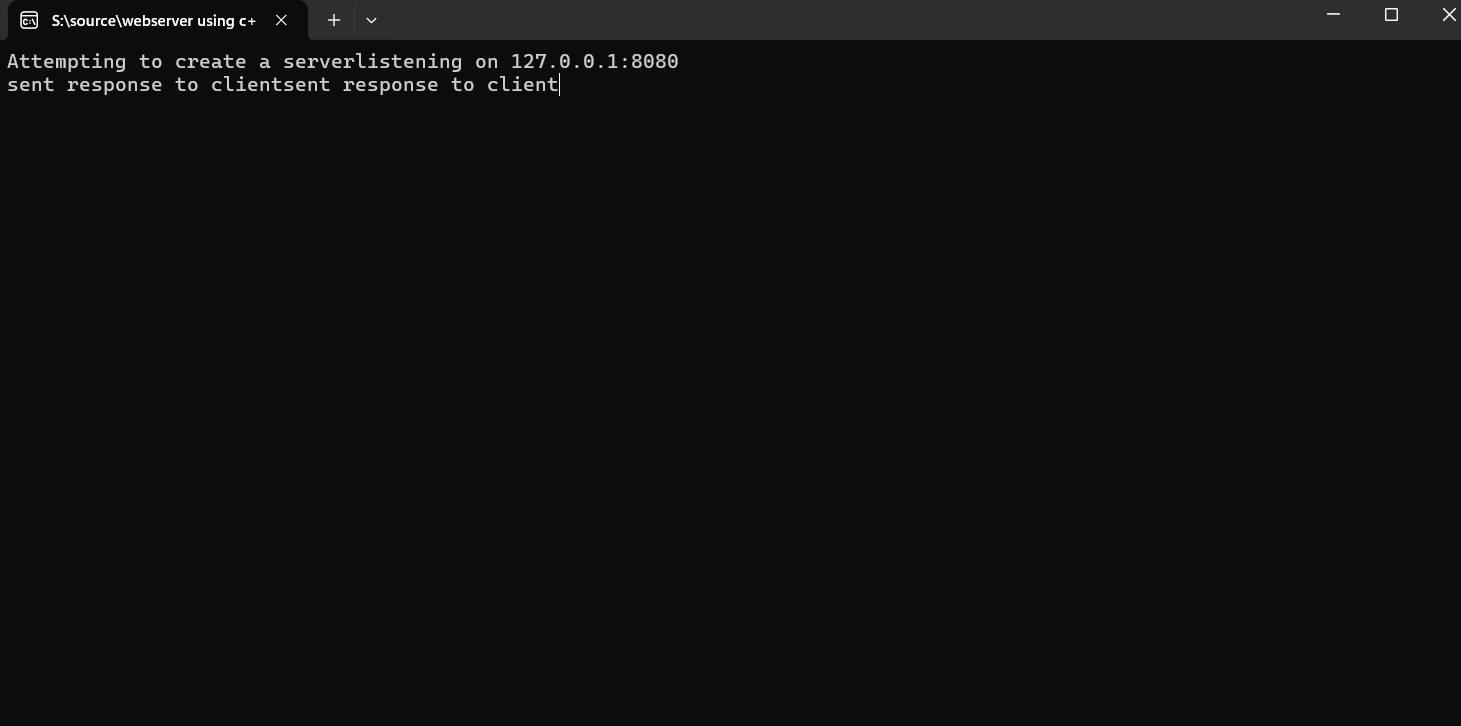 S:\source\webserver using c+
Attempting to create a serverlistening on 127.0.0.1:8080
sent response to clientsent response to client